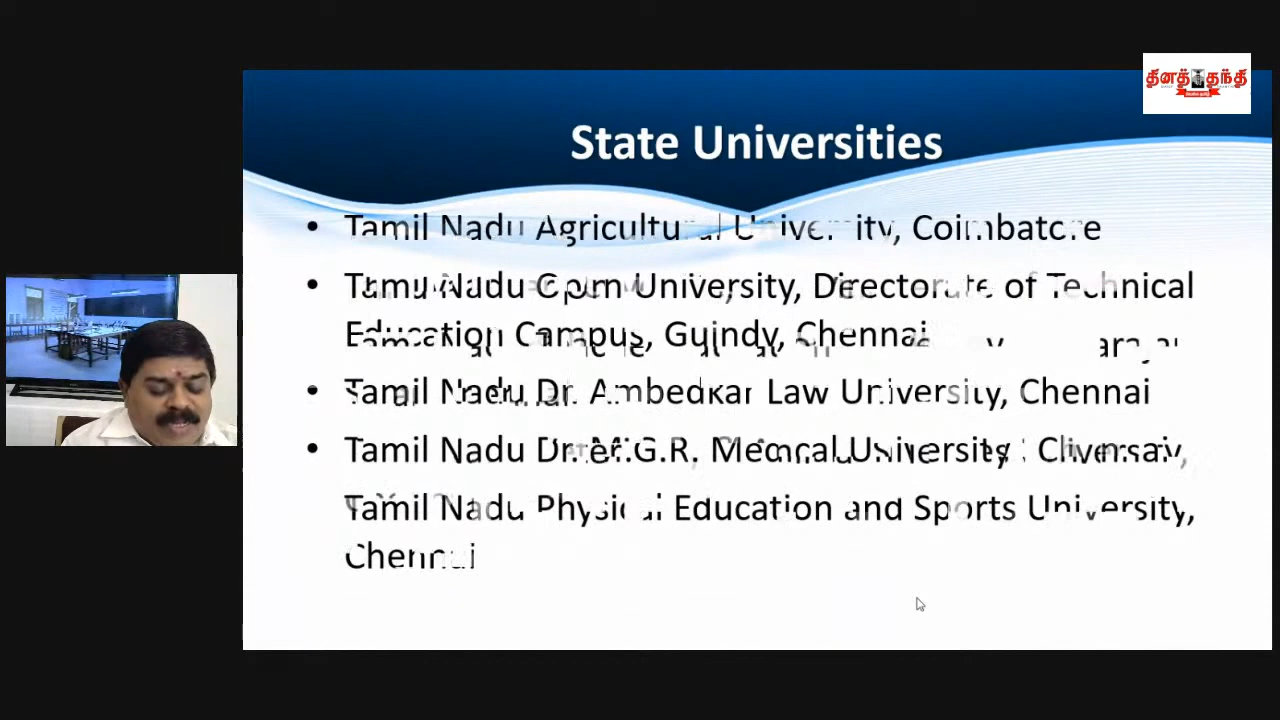 தினத்தந்தி
State Universities
• Tamil Nadu Agricultural University, Coimbatore
• Tamil Nadu Open University, Directorate of Technical
Education Campus, Guindy, Chennai
• Tamil Nadu Dr. Ambedkar Law University, Chennai
• Tamil Nadu Dr. M.G.R. Medical University, Chennai
Tamil Nadu Physical Education and Sports University,
Chennai